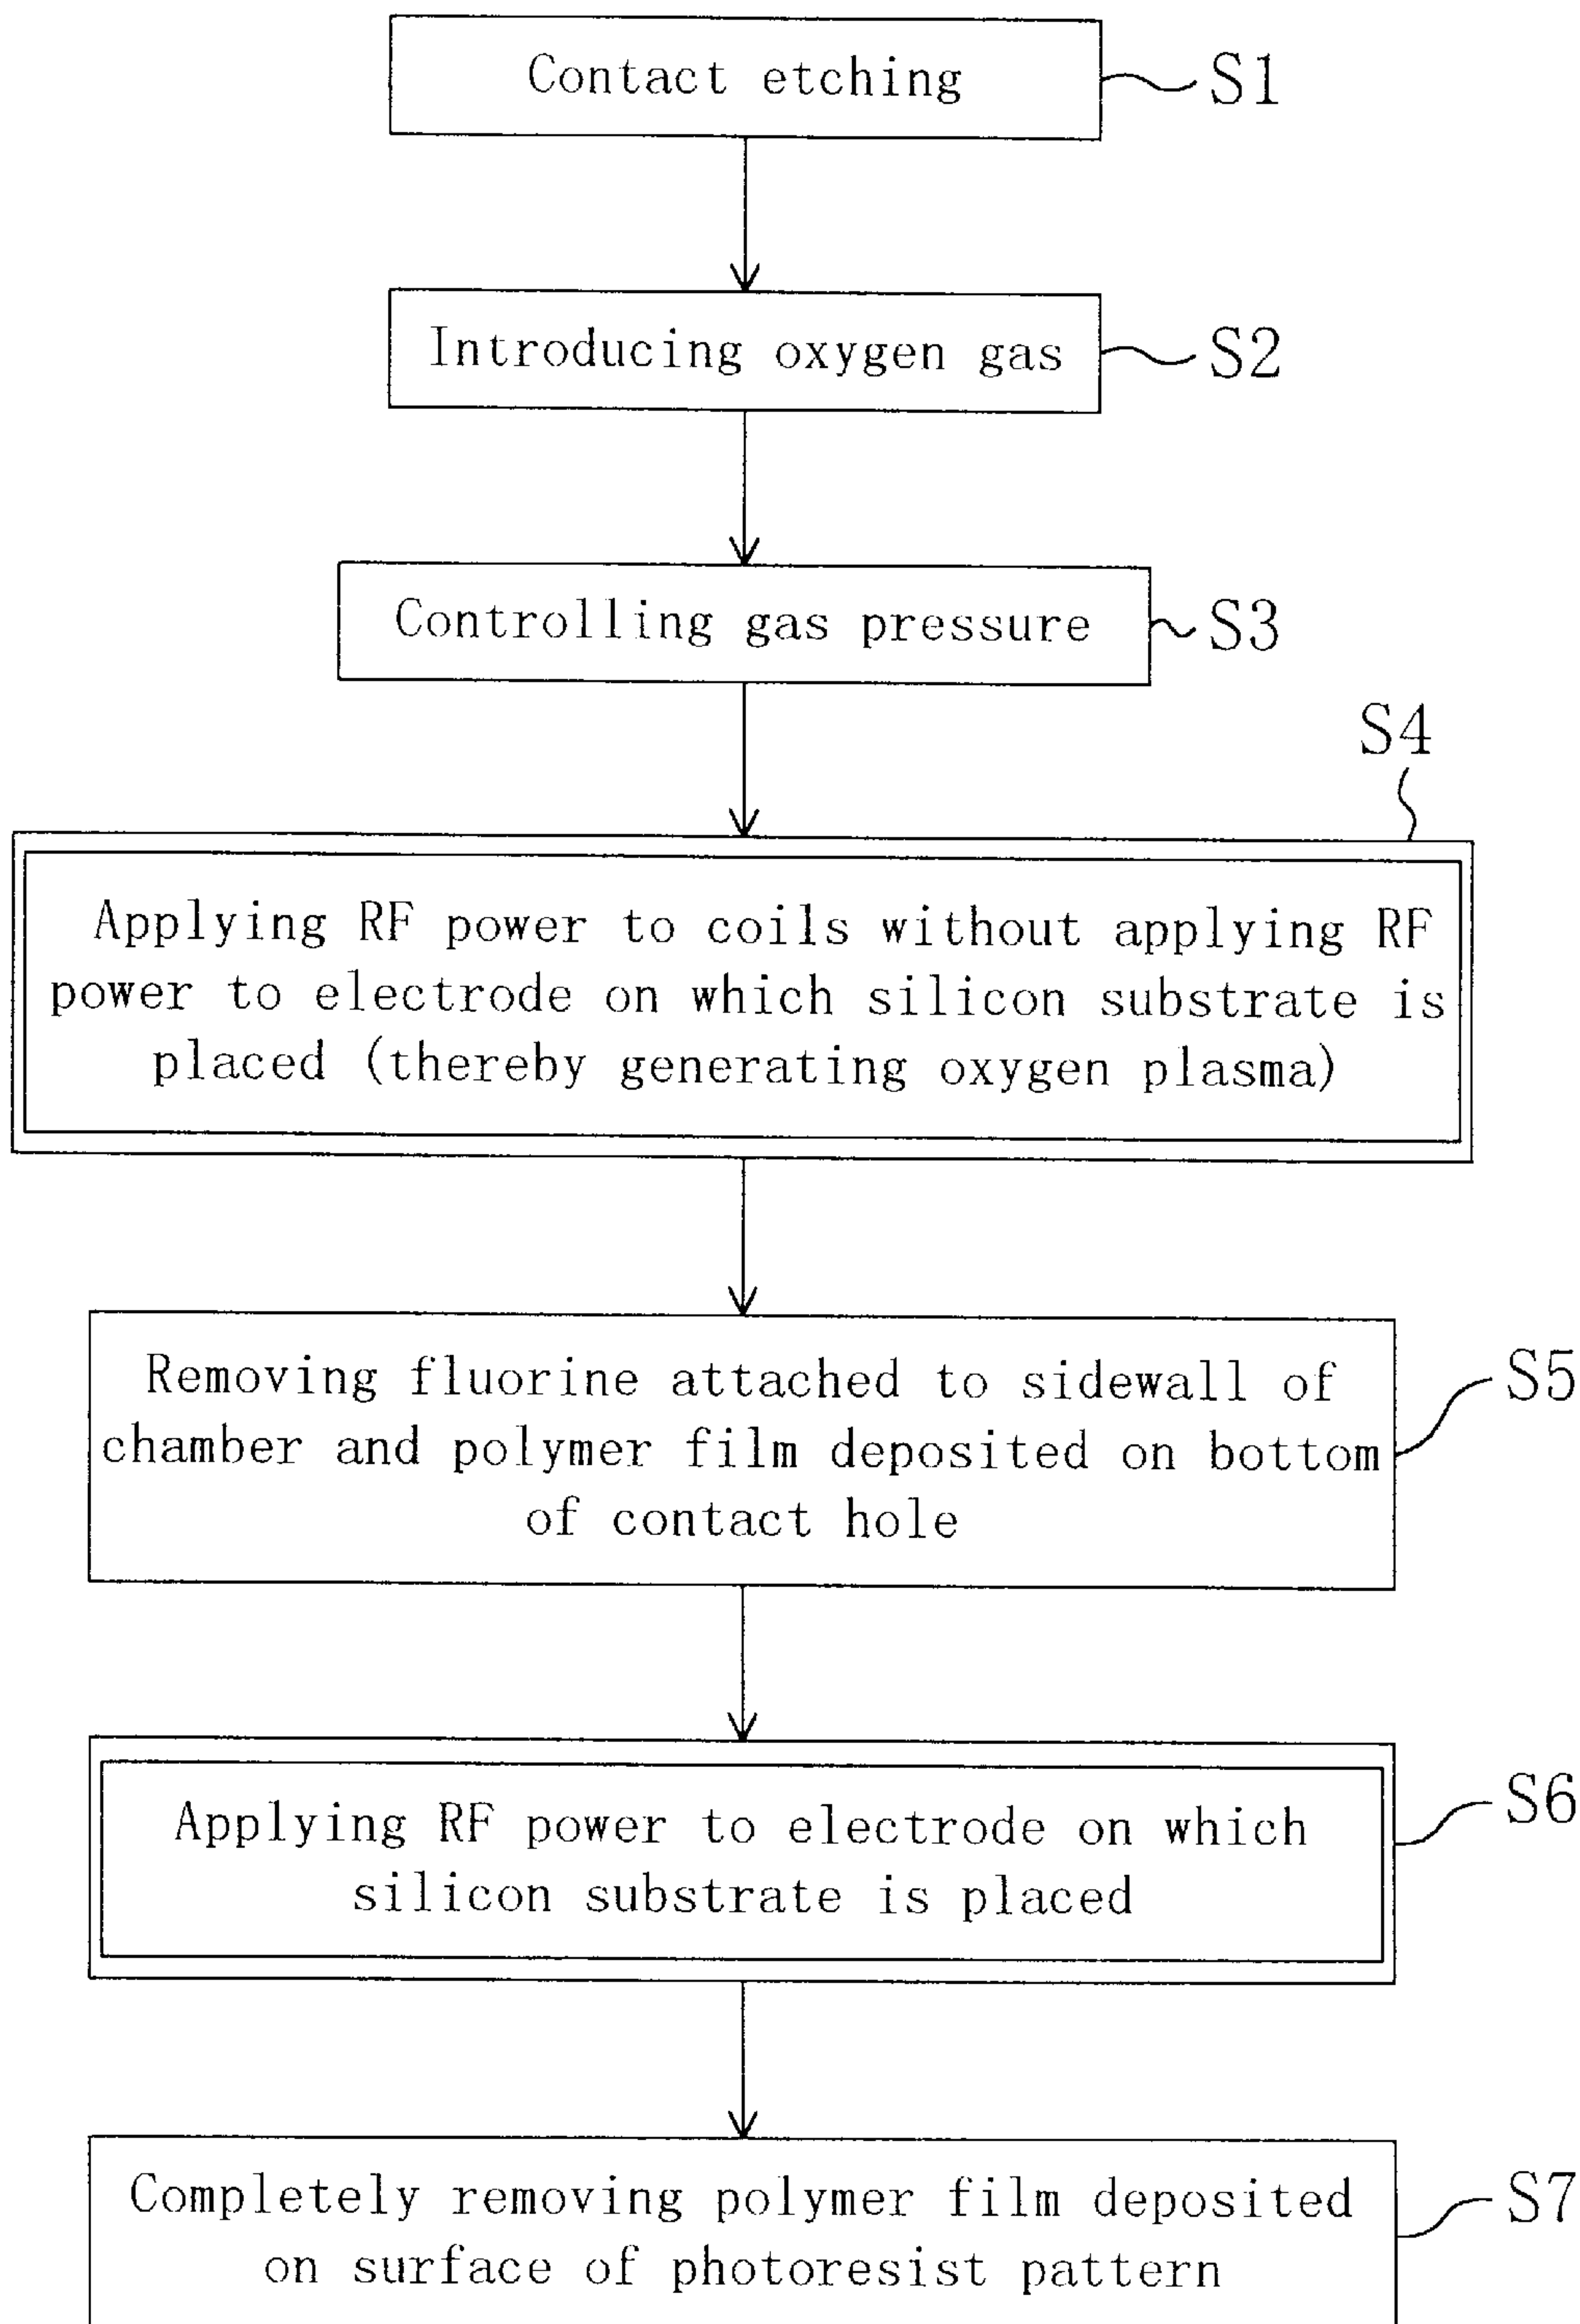 Contact etching
S1
Introducing oxygen gas
S2
Controlling gas pressure
S3
S4
Applying RF power to coils without applying RF
power to electrode on which silicon substrate is
placed (thereby generating oxygen plasma)
Removing fluorine attached to sidewall of
chamber and polymer film deposited on bottom
of contact hole
S5
Applying RF power to electrode on which
silicon substrate is placed
S6
Completely removing polymer film deposited
on surface of photoresist pattern
S7